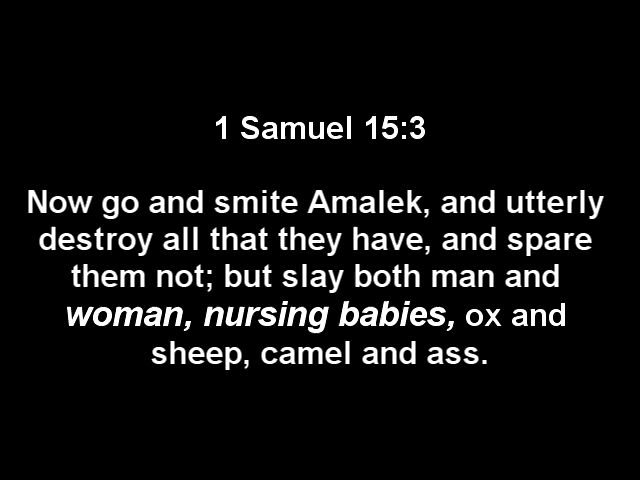 1 Samuel 15:3
Now go and smite Amalek, and utterly
destroy all that they have, and spare
them not; but slay both man and
woman, nursing babies, ox and
sheep, camel and ass.